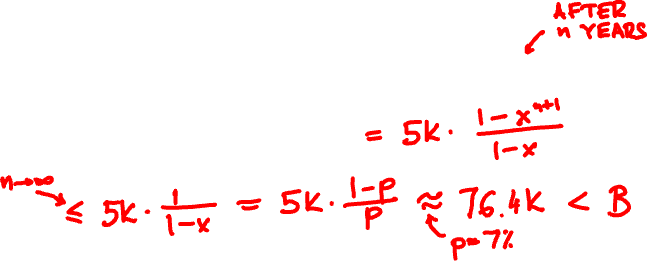 AFTER
n YEARS
= 5K · (1 - x^{n+1})/(1 - x)
n→∞
≤ 5K · 1/(1-x) = 5K · (1-p)/p ≈ 76.4K < B
p=7%